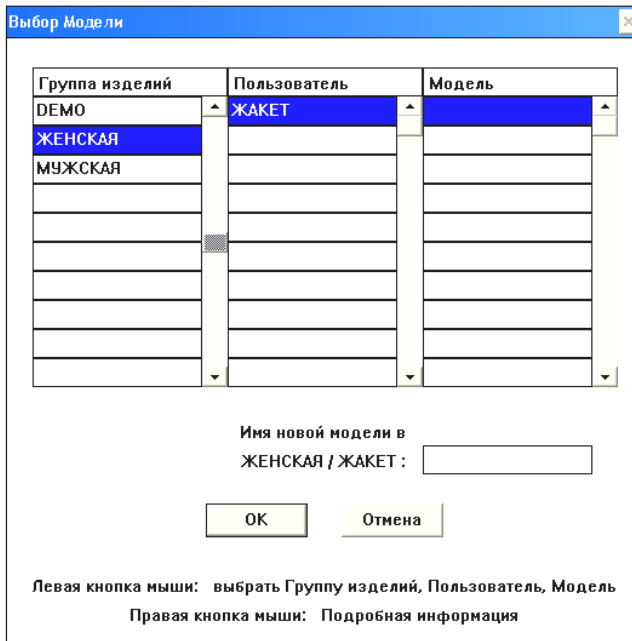 Выбор Модели
Группа изделий Пользователь Модель
DEMO ЖАКЕТ
ЖЕНСКАЯ
МУЖСКАЯ
Имя новой модели в
ЖЕНСКАЯ / ЖАКЕТ :
OK Отмена
Левая кнопка мыши: выбрать Группу изделий, Пользователь, Модель
Правая кнопка мыши: Подробная информация